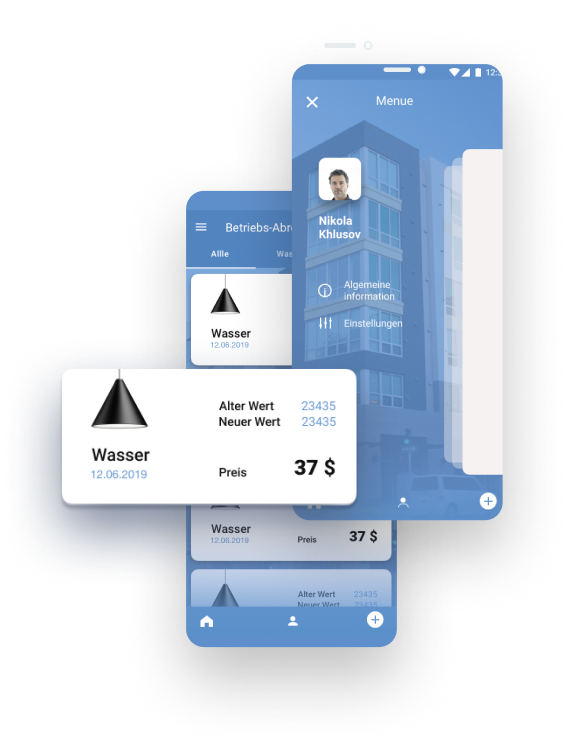 12:
Menue
Nikola
Khlusov
Algemeine
information
Einstellungen
Betriebs-Abr
Allle
Was
Wasser
12.06.2019
Alter Wert 23435
Neuer Wert 23435
Wasser
12.06.2019
Preis 37 $
Wasser
12.06.2019
Preis 37 $
Alter Wert 23435
Neuer Wert 23435